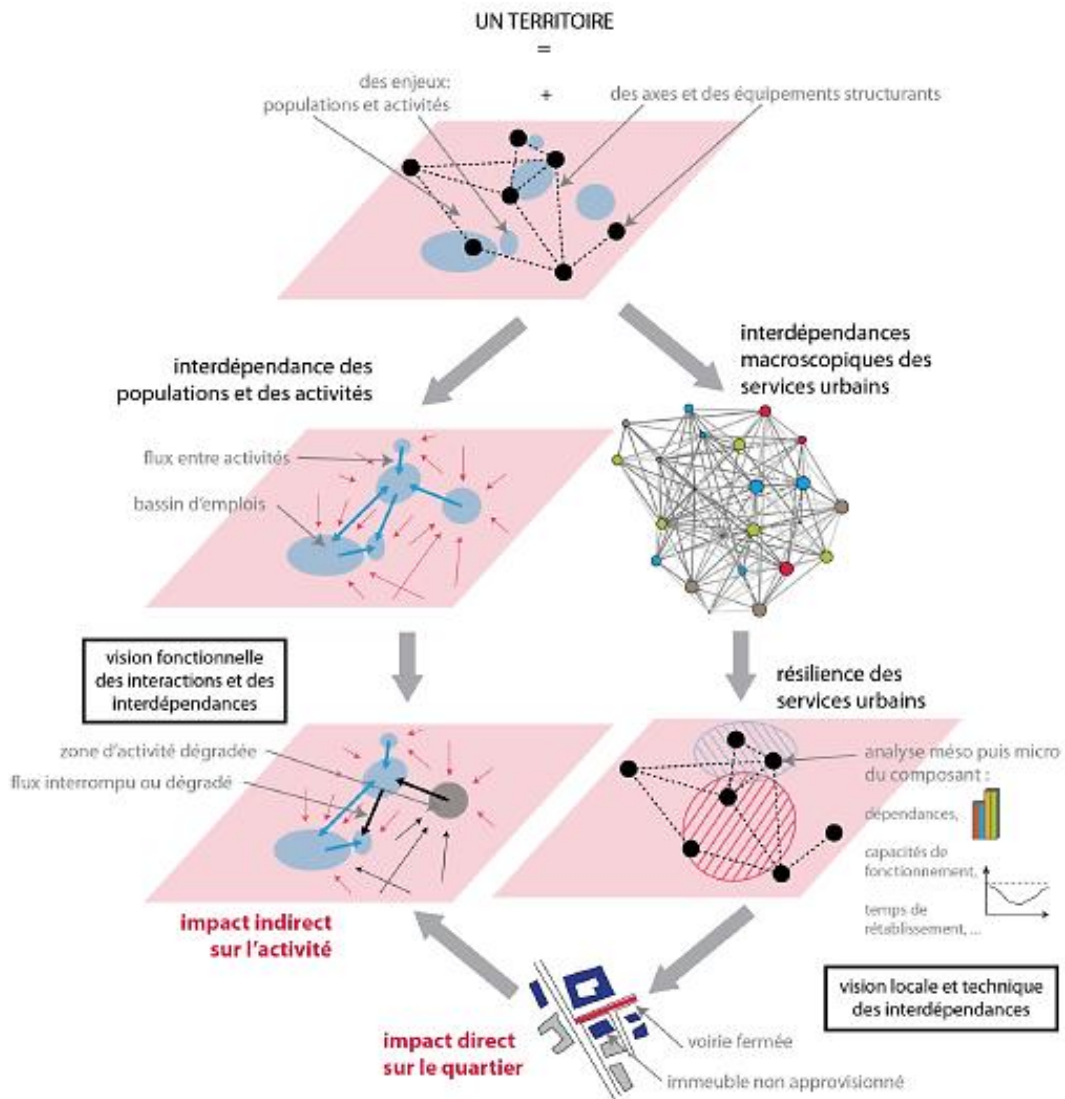 UN TERRITOIRE
=
des enjeux:
populations et activités
+
des axes et des équipements structurants
interdépendance des
populations et des activités
interdépendances
macroscopiques des
services urbains
flux entre activités
bassin d'emplois
vision fonctionnelle
des interactions et des
interdépendances
résilience des
services urbains
zone d'activité dégradée
flux interrompu ou dégradé
analyse méso puis micro
du composant :
dépendances,
capacités de
fonctionnement,
temps de
rétablissement, ...
impact indirect
sur l'activité
vision locale et technique
des interdépendances
impact direct
sur le quartier
voirie fermée
immeuble non approvisionné